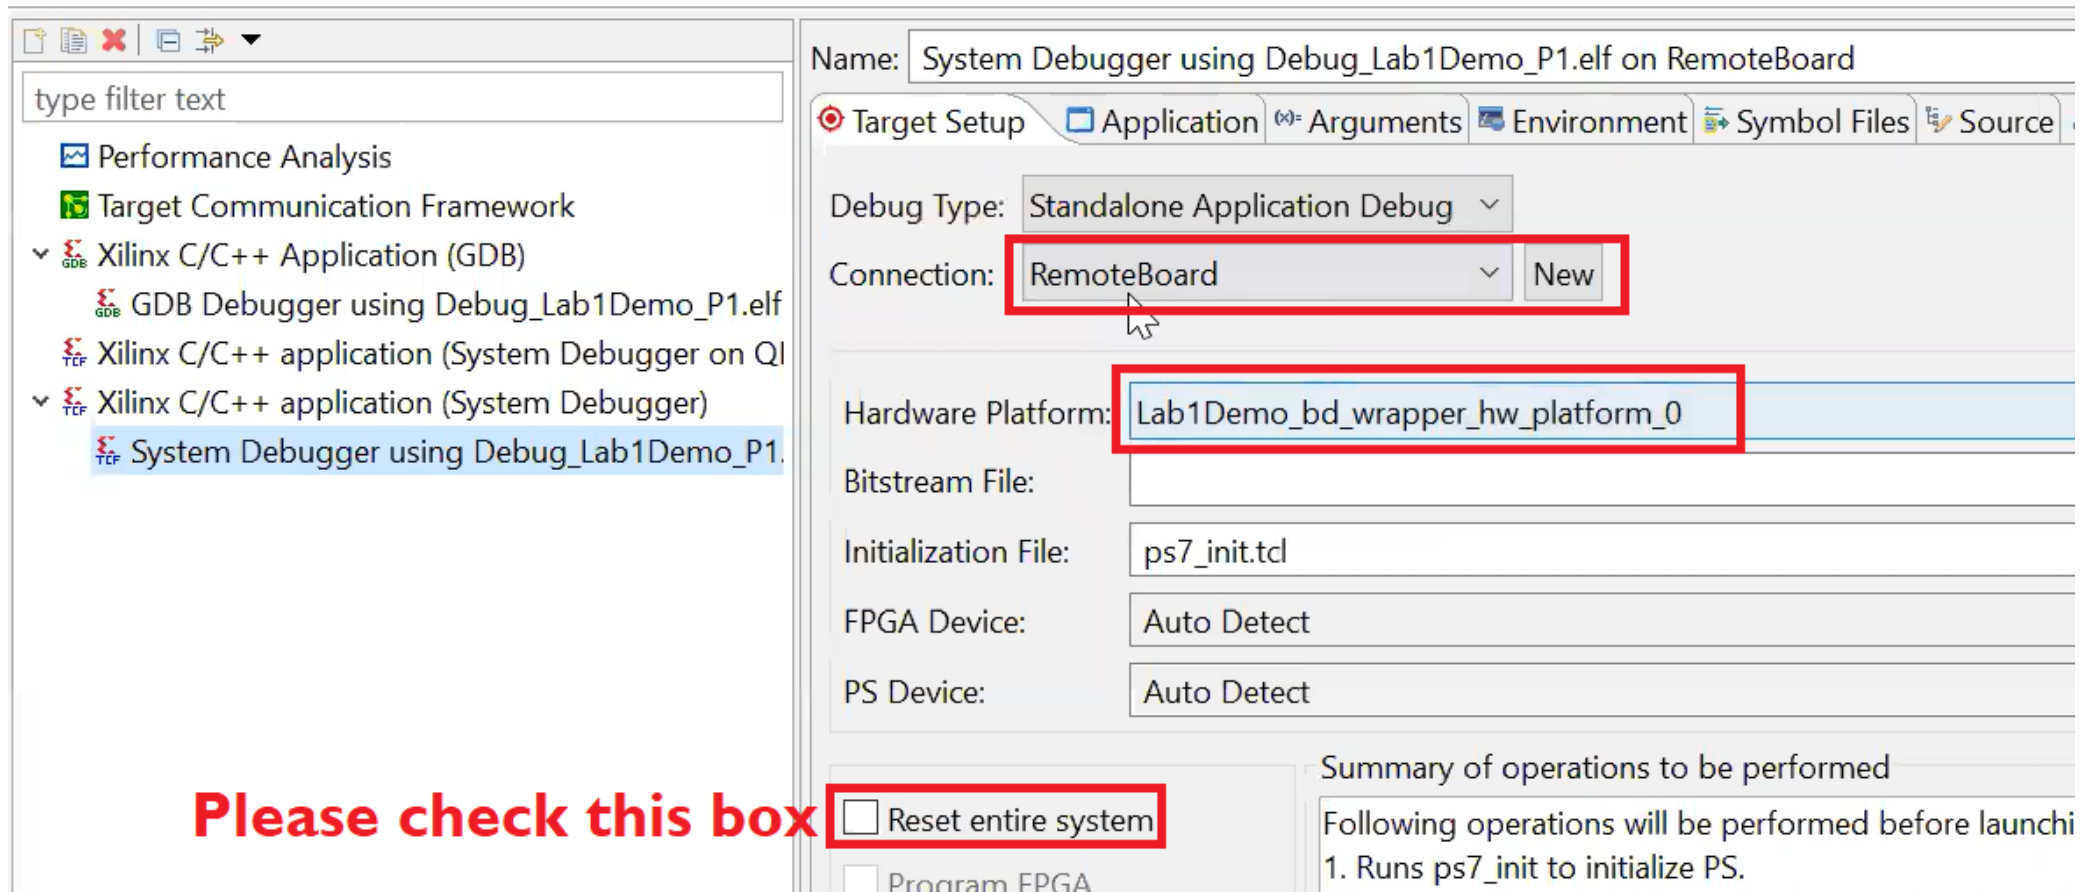 type filter text
Performance Analysis
Target Communication Framework
Xilinx C/C++ Application (GDB)
GDB Debugger using Debug_Lab1Demo_P1.elf
Xilinx C/C++ application (System Debugger on
Xilinx C/C++ application (System Debugger)
System Debugger using Debug_Lab1Demo_P1.
Name: System Debugger using Debug_Lab1Demo_P1.elf on RemoteBoard
Target Setup Application (x)= Arguments Environment Symbol Files Source
Debug Type: Standalone Application Debug
Connection: RemoteBoard New
Hardware Platform: Lab1Demo_bd_wrapper_hw_platform_0
Bitstream File:
Initialization File: ps7_init.tcl
FPGA Device: Auto Detect
PS Device: Auto Detect
Please check this box
Reset entire system
Program FPGA
Summary of operations to be performed
Following operations will be performed before launchi
1. Runs ps7_init to initialize PS.